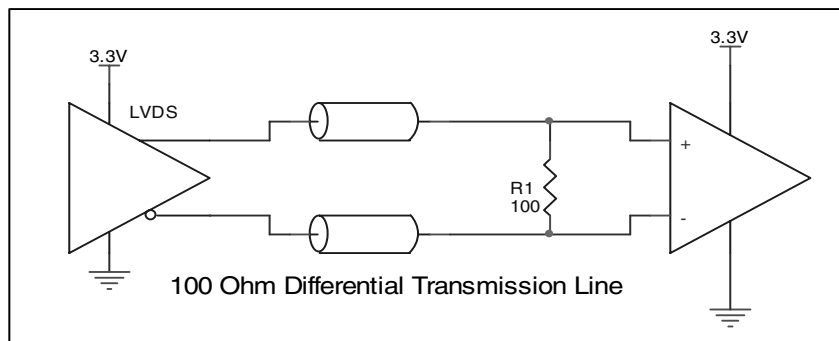 3.3V
3.3V
LVDS
+
R1
100
-
100 Ohm Differential Transmission Line